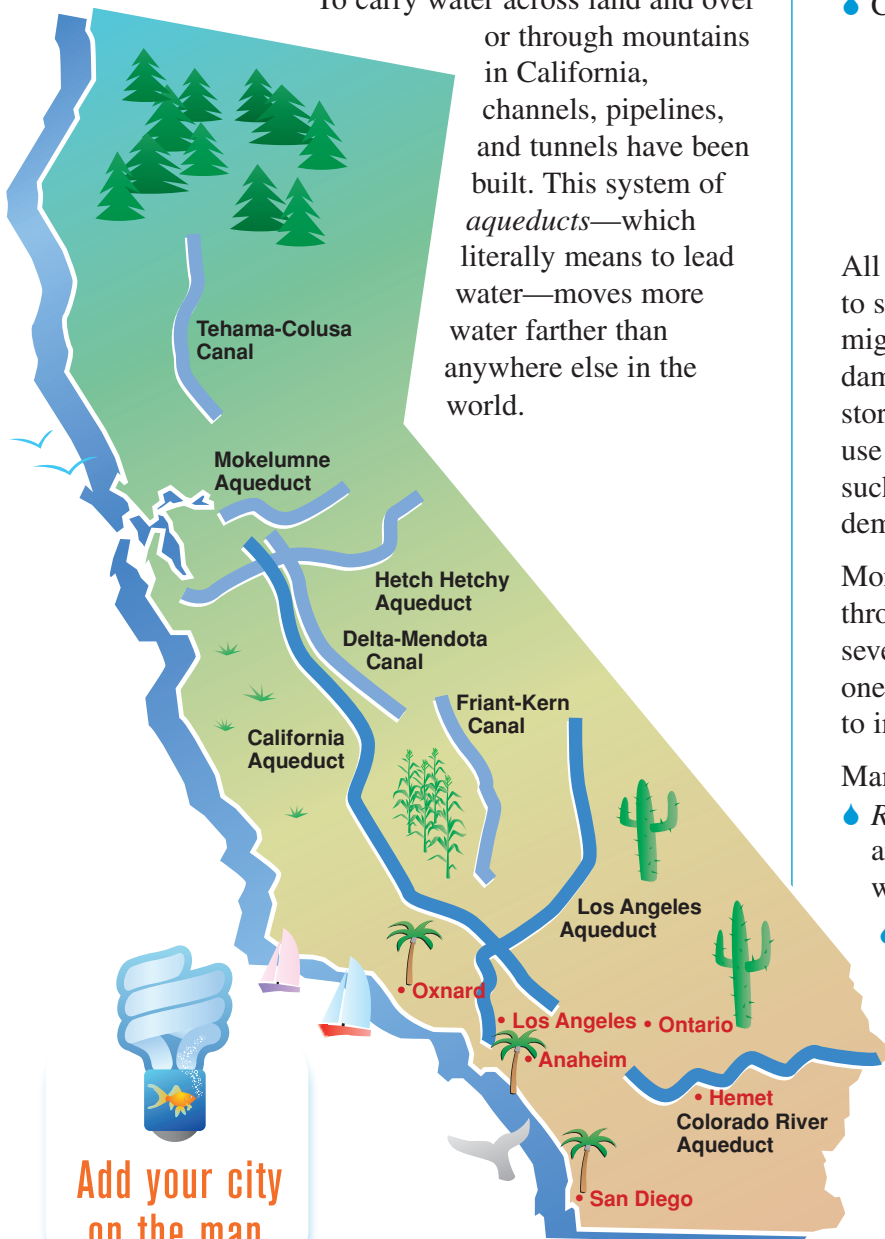 To carry water across land and over
or through mountains
in California,
channels, pipelines,
and tunnels have been
built. This system of
aqueducts—which
literally means to lead
water—moves more
water farther than
anywhere else in the
world.
Tehama-Colusa
Canal
Mokelumne
Aqueduct
Hetch Hetchy
Aqueduct
Delta-Mendota
Canal
Friant-Kern
Canal
California
Aqueduct
Los Angeles
Aqueduct
• Oxnard
• Los Angeles
• Ontario
• Anaheim
• Hemet
Colorado River
Aqueduct
• San Diego
Add your city
on the map
All
to s
mig
dam
stor
use
such
dem
thro
seve
one
to i